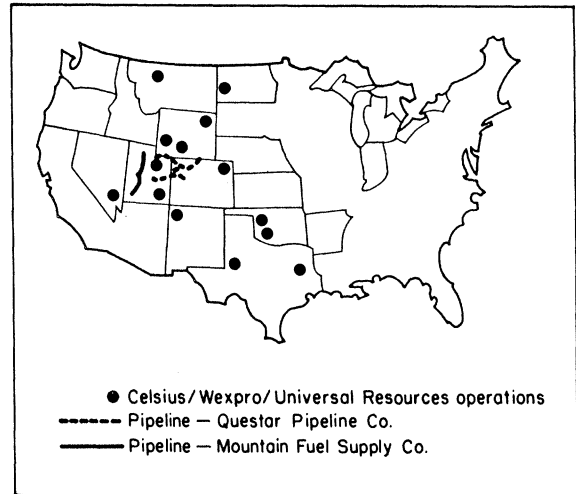 Celsius/Wexpro/Universal Resources operations
Pipeline — Questar Pipeline Co.
Pipeline — Mountain Fuel Supply Co.